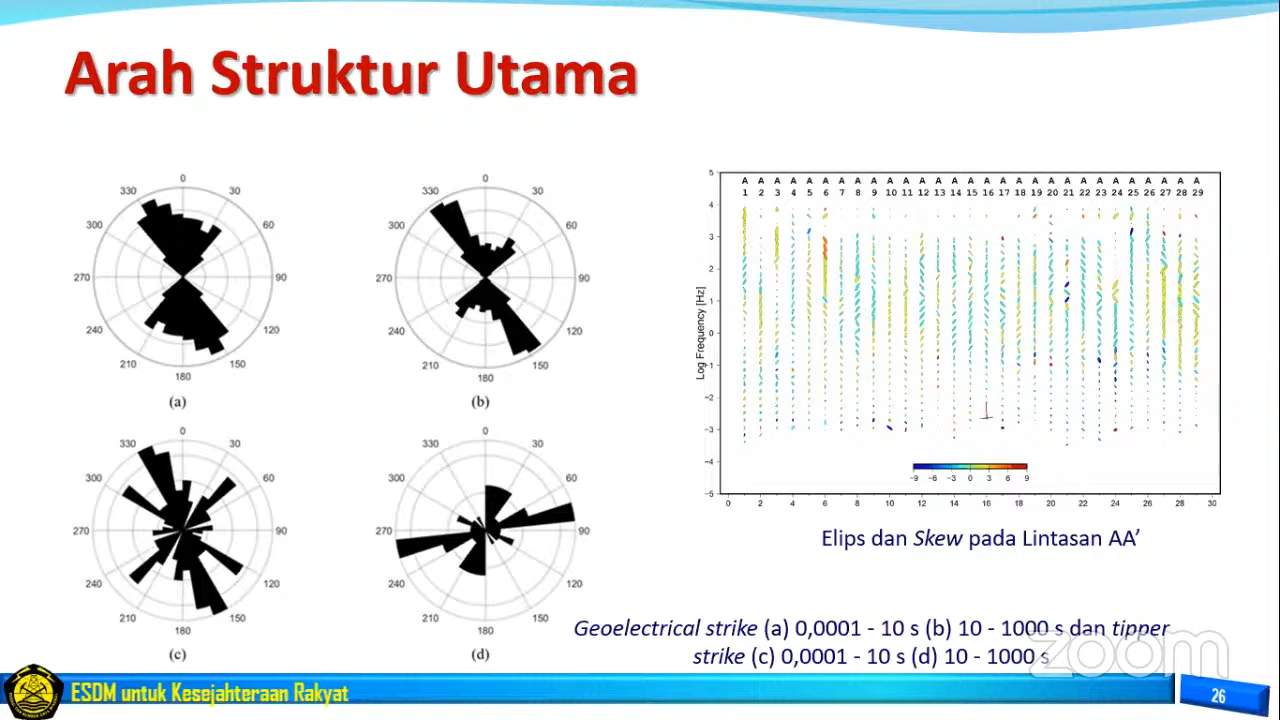 Arah Struktur Utama
0
330 30
300 60
270 90
240 120
210 150
180
(a)
0
330 30
300 60
270 90
240 120
210 150
180
(b)
0
330 30
300 60
270 90
240 120
210 150
180
(c)
0
330 30
300 60
270 90
240 120
210 150
180
(d)
A A A A A A A A A A A A A A A A A A A A A A A A A A A A A
1 2 3 4 5 6 7 8 9 10 11 12 13 14 15 16 17 18 19 20 21 22 23 24 25 26 27 28 29
5
4
3
2
1
0
−1
−2
−3
−4
−5
Log Frequency [Hz]
−9 −6 −3 0 3 6 9
0 2 4 6 8 10 12 14 16 18 20 22 24 26 28 30
Elips dan Skew pada Lintasan AA’
Geoelectrical strike (a) 0,0001 - 10 s (b) 10 - 1000 s dan tipper
strike (c) 0,0001 - 10 s (d) 10 - 1000 s
zoom
ESDM untuk Kesejahteraan Rakyat
26